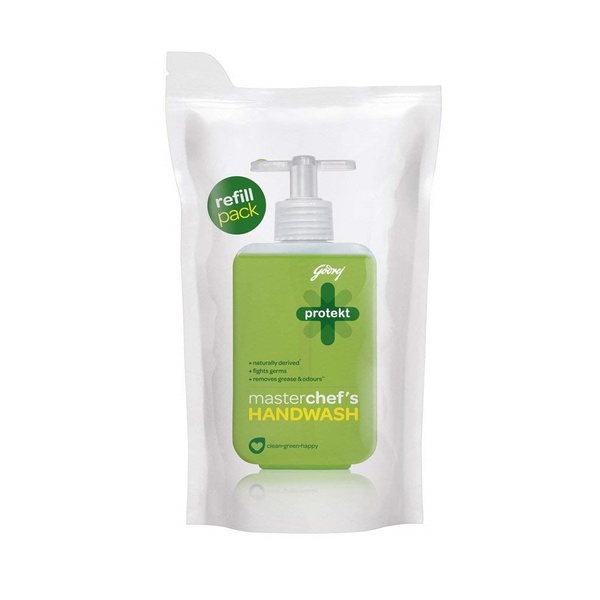 refill
pack
Godrej
protekt
+ naturally derived*
+ fights germs
+ removes grease & odours**
masterchef's
HANDWASH
clean-green-happy